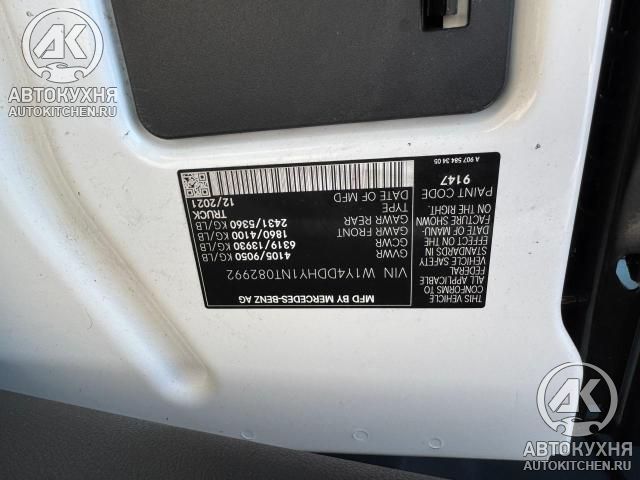 MFD BY MERCEDES-BENZ AG
VIN W1Y4DDHY1NT082992
GVWR 4105/9050 KG/LB
GCWR 6319/13930 KG/LB
GAWR FRONT 1860/4100 KG/LB
GAWR REAR 2431/5360 KG/LB
TYPE TRUCK
DATE OF MFD 12/2021
THIS VEHICLE
CONFORMS TO APPLICABLE
FEDERAL MOTOR
VEHICLE SAFETY
STANDARDS IN
EFFECT ON THE
DATE OF MANU-
FACTURE SHOWN
ON THE RIGHT.
PAINT CODE
9147
A 907 584 34 05
АК
АВТОКУХНЯ
AUTOKITCHEN.RU
АК
АВТОКУХНЯ
AUTOKITCHEN.RU